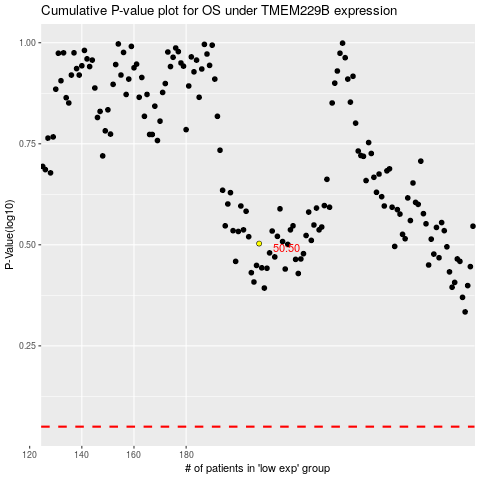 Cumulative P-value plot for OS under TMEM229B expression
P-Value(log10)
1.00
0.75
0.50
0.25
50:50
120 140 160 180
# of patients in 'low exp' group